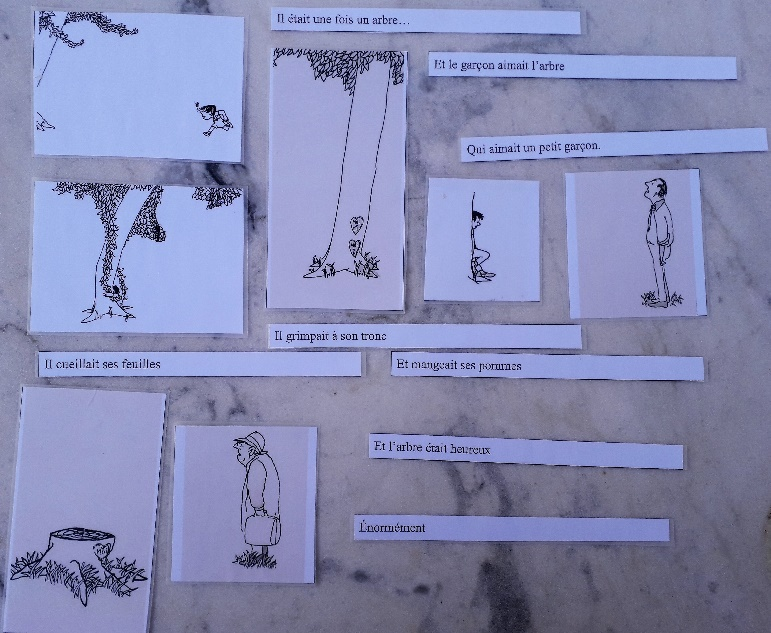 Il était une fois un arbre…
Et le garçon aimait l'arbre
Qui aimait un petit garçon.
Il grimpait à son tronc
Il cueillait ses feuilles
Et mangeait ses pommes
Et l'arbre était heureux
Énormément